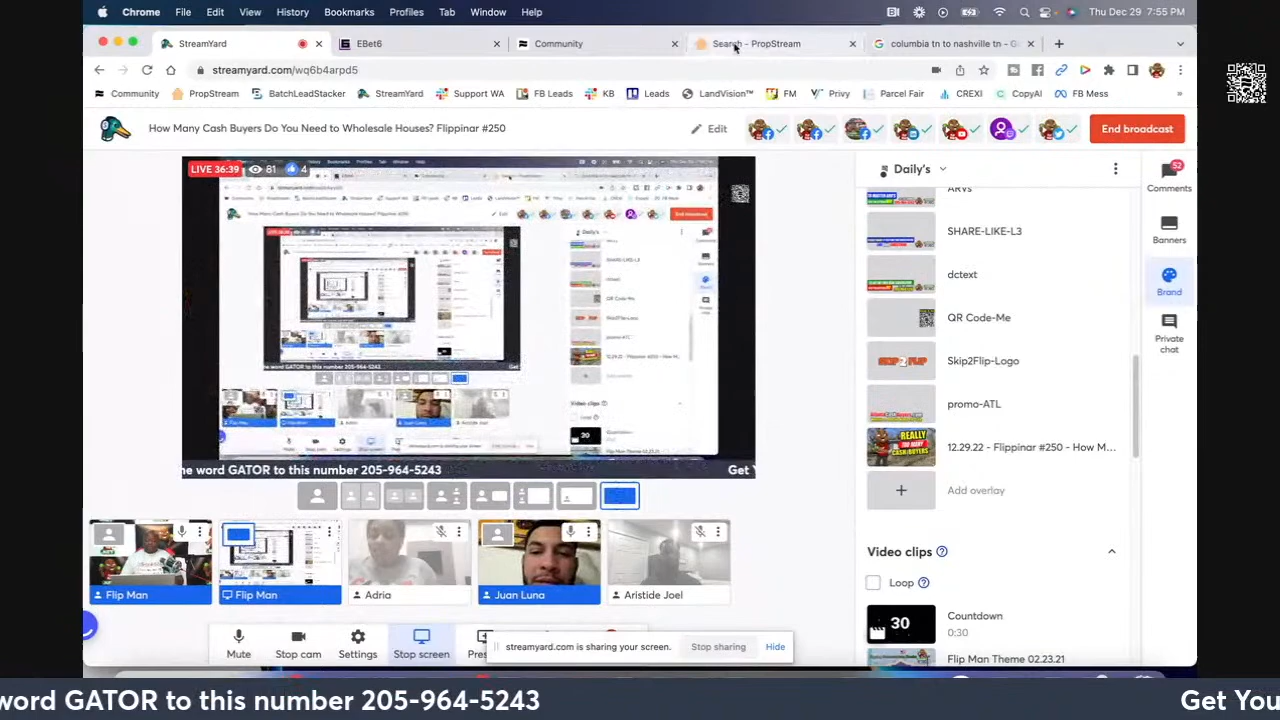 Chrome File Edit View History Bookmarks Profiles Tab Window Help
Thu Dec 29 7:55 PM
StreamYard
EBet6
Community
Search - PropStream
columbia tn to nashville tn - G
streamyard.com/wq6b4arpd5
Community PropStream BatchLeadStacker StreamYard Support WA FB Leads KB Leads LandVision™ FM Privy Parcel Fair CREXI CopyAI FB Mess »
How Many Cash Buyers Do You Need to Wholesale Houses? Flippinar #250
Edit
End broadcast
LIVE 36:39 81 4
Daily's
52
Comments
Banners
Brand
Private chat
ARVs
SHARE-LIKE-L3
dctext
QR Code-Me
Skip2Flip-Logo
promo-ATL
REALLY
12.29.22 - Flippinar #250 - How M...
Add overlay
Video clips
Loop
30
Countdown
0:30
Flip Man Theme 02.23.21
he word GATOR to this number 205-964-5243
Get Y
Flip Man
Flip Man
Adria
Juan Luna
Aristide Joel
Mute
Stop cam
Settings
Stop screen
Pres
streamyard.com is sharing your screen.
Stop sharing
Hide
word GATOR to this number 205-964-5243
Get You